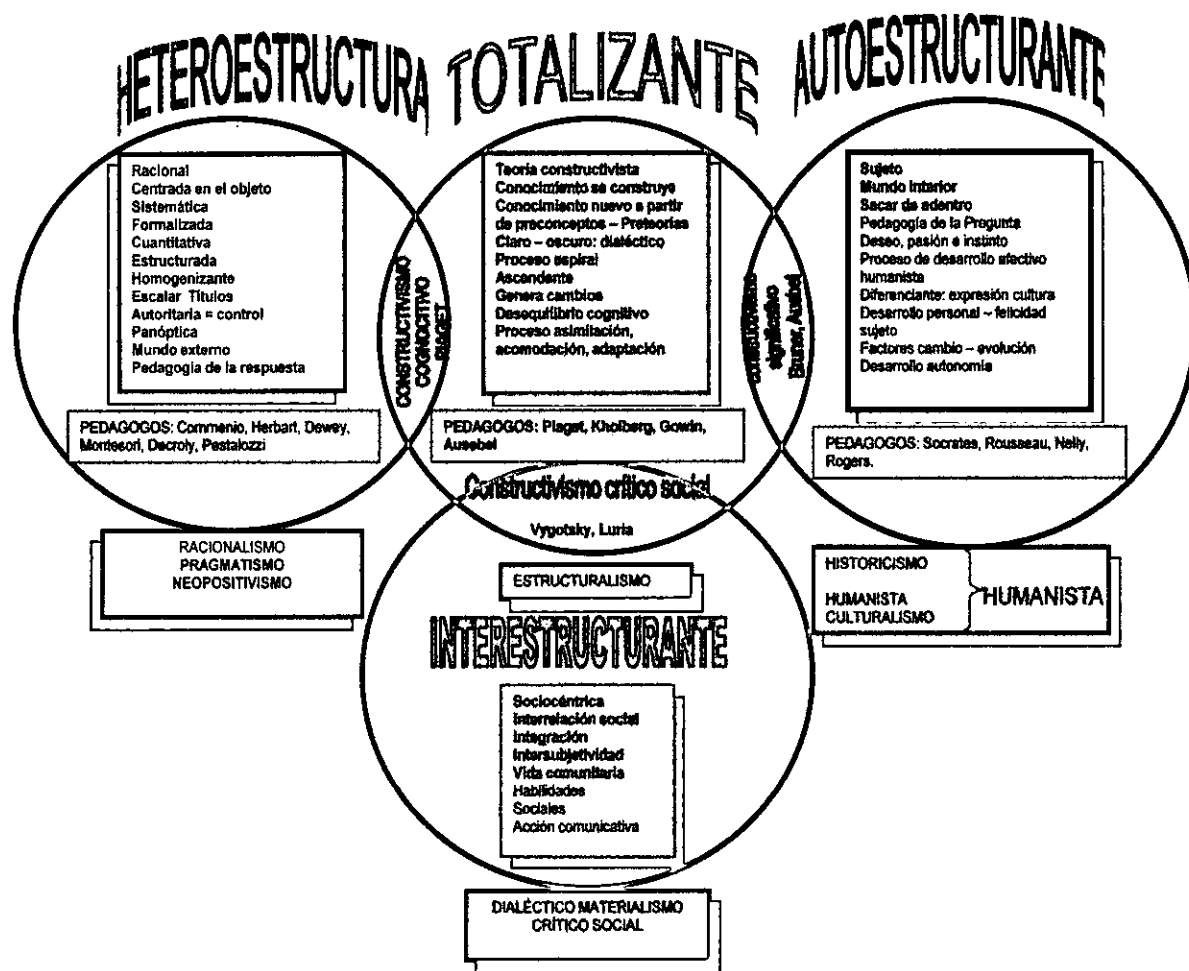 HETEROESTRUCTURA
TOTALIZANTE
AUTOESTRUCTURANTE
Racional
Centrada en el objeto
Sistemática
Formalizada
Cuantitativa
Estructurada
Homogenizante
Escalar Títulos
Autoritaria = control
Panóptica
Mundo externo
Pedagogía de la respuesta
PEDAGOGOS: Commenio, Herbart, Dewey,
Montesori, Decroly, Pestalozzi
RACIONALISMO
PRAGMATISMO
NEOPOSITIVISMO
CONSTRUCTIVISMO
COGNOCITIVO
PIAGET
Teoría constructivista
Conocimiento se construye
Conocimiento nuevo a partir
de preconceptos – Preteorías
Claro – oscuro: dialéctico
Proceso espiral
Ascendente
Genera cambios
Desequilibrio cognitivo
Proceso asimilación,
acomodación, adaptación
PEDAGOGOS: Piaget, Kholberg, Gowin,
Ausebel
constructivismo
significativo
Bruner, Ausebel
Sujeto
Mundo interior
Sacar de adentro
Pedagogía de la Pregunta
Deseo, pasión e instinto
Proceso de desarrollo afectivo
humanista
Diferenciante: expresión cultura
Desarrollo personal – felicidad
sujeto
Factores cambio – evolución
Desarrollo autonomía
PEDAGOGOS: Socrates, Rousseau, Nelly,
Rogers.
HISTORICISMO
HUMANISTA
CULTURALISMO
HUMANISTA
Constructivismo crítico social
Vygotsky, Luria
ESTRUCTURALISMO
INTERESTRUCTURANTE
Sociocéntrica
Interrelación social
Integración
Intersubjetividad
Vida comunitaria
Habilidades
Sociales
Acción comunicativa
DIALÉCTICO MATERIALISMO
CRÍTICO SOCIAL